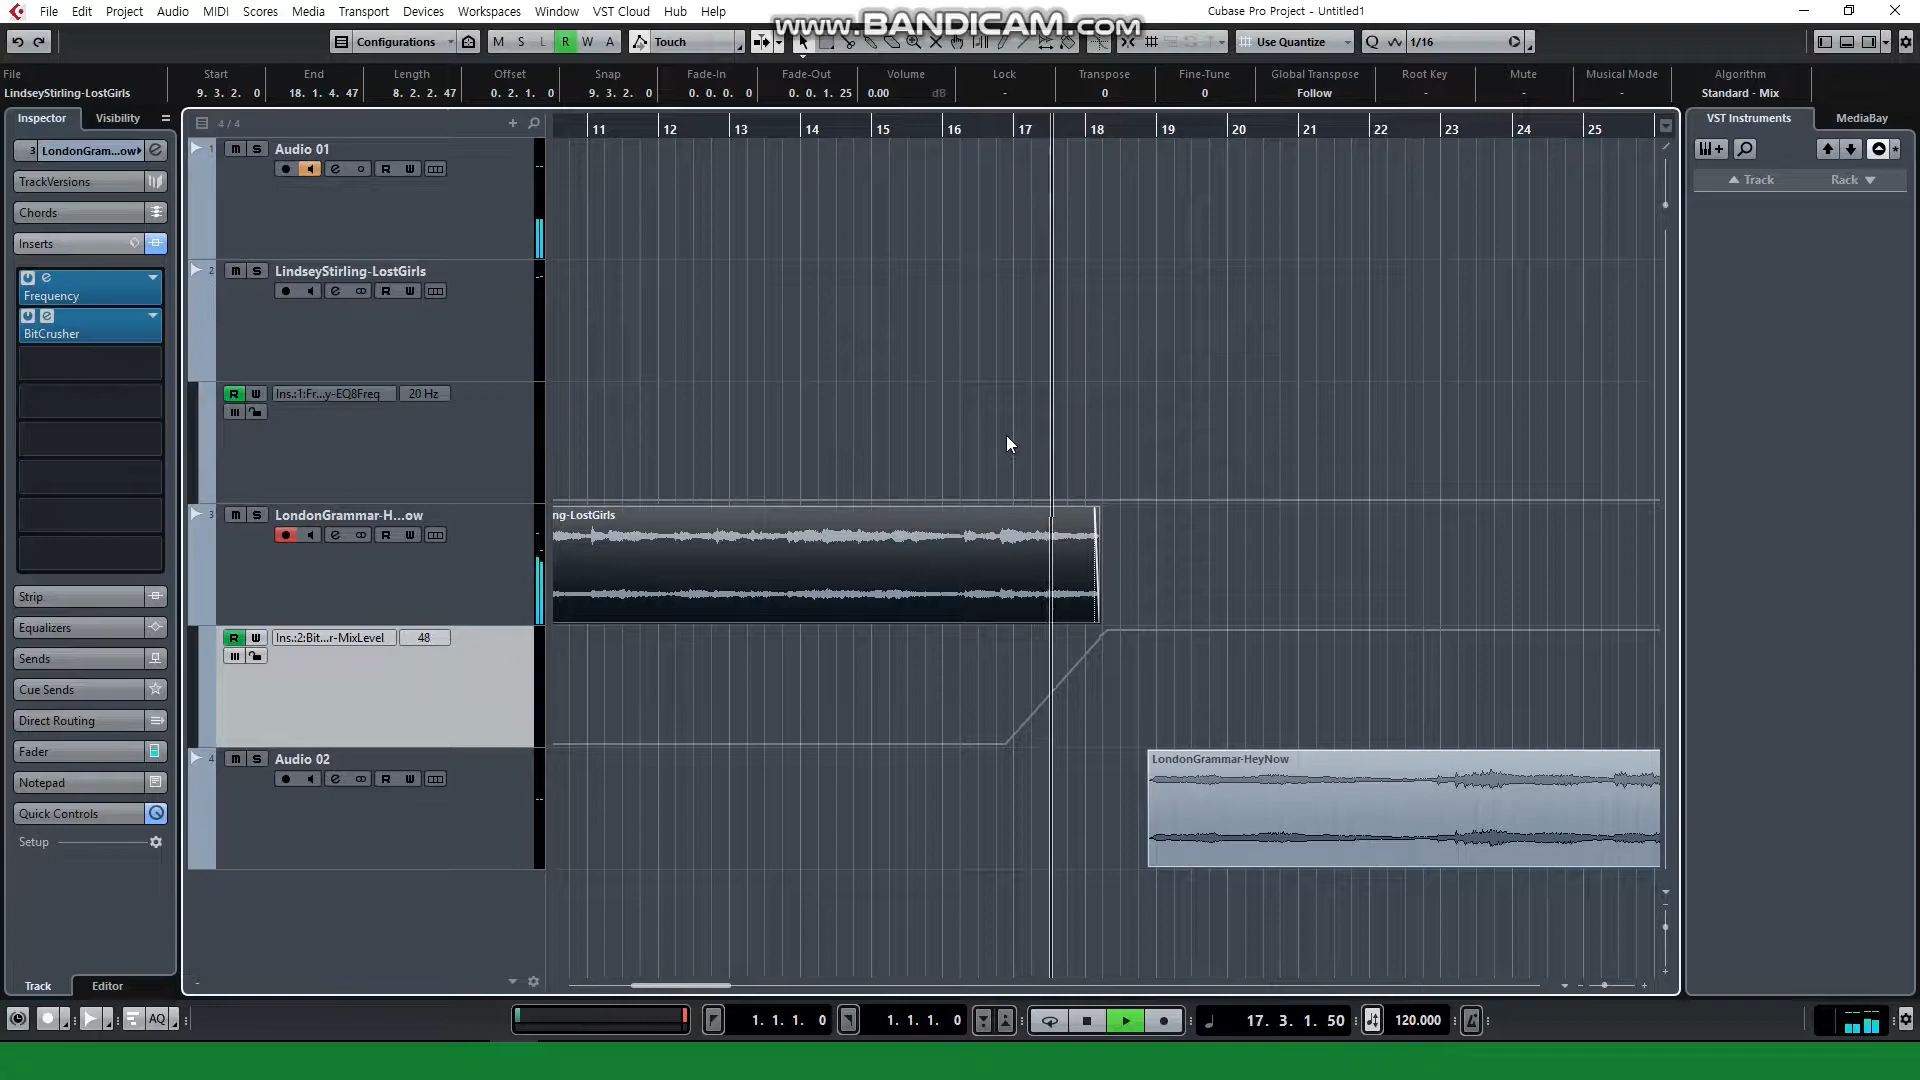 File Edit Project Audio MIDI Scores Media Transport Devices Workspaces Window VST Cloud Hub Help
www.BANDICAM.com
Cubase Pro Project - Untitled1
Configurations M S L R W A Touch Use Quantize Q 1/16
File Start End Length Offset Snap Fade-In Fade-Out Volume Lock Transpose Fine-Tune Global Transpose Root Key Mute Musical Mode Algorithm
LindseyStirling-LostGirls 9. 3. 2. 0 18. 1. 4. 47 8. 2. 2. 47 0. 2. 1. 0 9. 3. 2. 0 0. 0. 0. 0 0. 0. 1. 25 0.00 dB - 0 0 Follow - - - Standard - Mix
Inspector Visibility
4 / 4
11 12 13 14 15 16 17 18 19 20 21 22 23 24 25
VST Instruments MediaBay
3 LondonGram...ow
1 m S Audio 01
R W
TrackVersions
Track Rack
Chords
Inserts
2 m S LindseyStirling-LostGirls
R W
Frequency
BitCrusher
R W Ins.:1:Fr...y-EQ8Freq 20 Hz
3 m S LondonGrammar-H...ow
R W
ng-LostGirls
Strip
Equalizers
R W Ins.:2:Bit...r-MixLevel 48
Sends
Cue Sends
Direct Routing
Fader
4 m S Audio 02
R W
LondonGrammar-HeyNow
Notepad
Quick Controls
Setup
Track Editor
AQ 1. 1. 1. 0 1. 1. 1. 0 17. 3. 1. 50 120.000